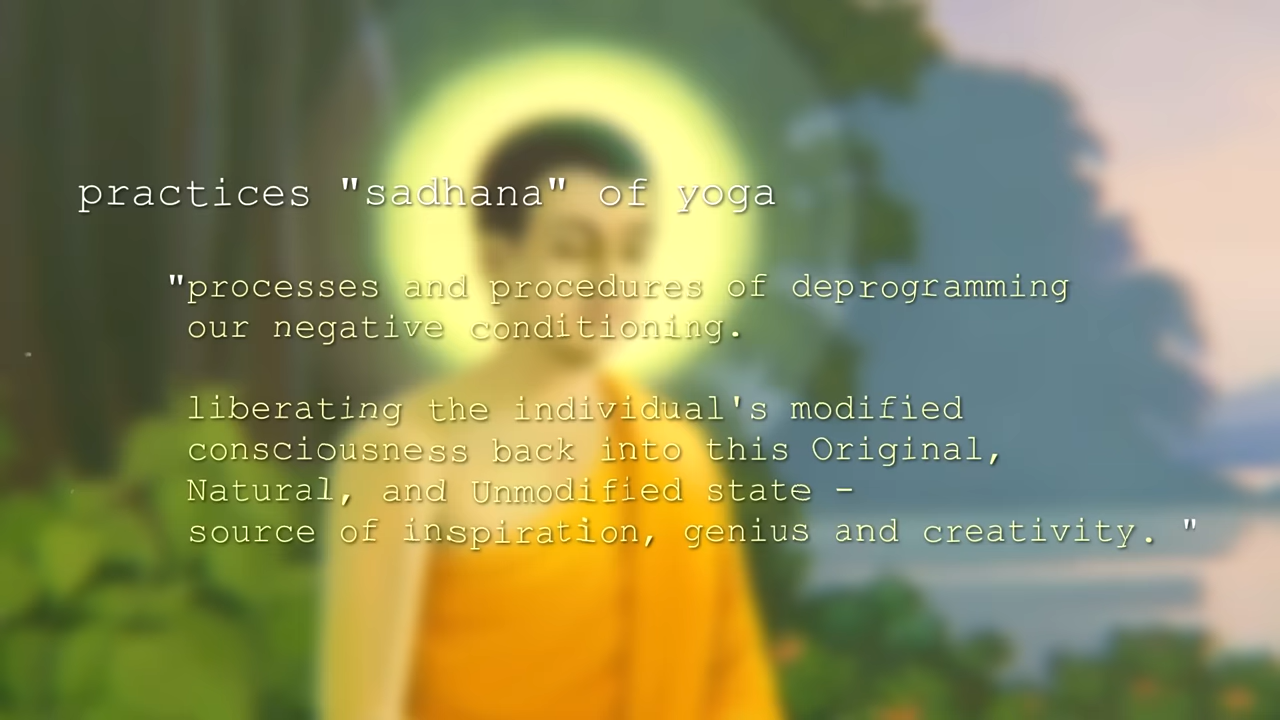 practices "sadhana" of yoga
"processes and procedures of deprogramming
our negative conditioning.
liberating the individual's modified
consciousness back into this Original,
Natural, and Unmodified state -
source of inspiration, genius and creativity. "